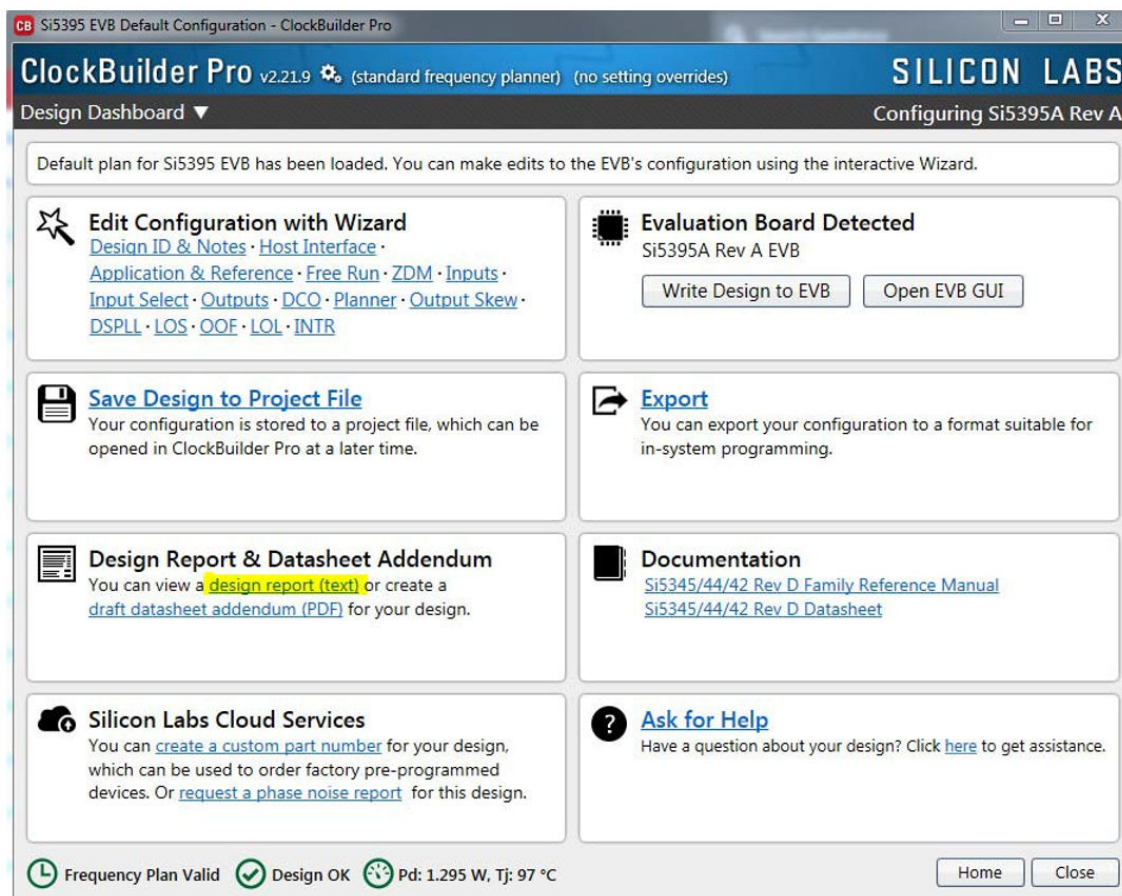 CB Si5395 EVB Default Configuration - ClockBuilder Pro
ClockBuilder Pro v2.21.9 (standard frequency planner) (no setting overrides) SILICON LABS
Design Dashboard ▼ Configuring Si5395A Rev A
Default plan for Si5395 EVB has been loaded. You can make edits to the EVB's configuration using the interactive Wizard.
Edit Configuration with Wizard
Design ID & Notes · Host Interface ·
Application & Reference · Free Run · ZDM · Inputs ·
Input Select · Outputs · DCO · Planner · Output Skew ·
DSPLL · LOS · OOF · LOL · INTR
Evaluation Board Detected
Si5395A Rev A EVB
Write Design to EVB Open EVB GUI
Save Design to Project File
Your configuration is stored to a project file, which can be
opened in ClockBuilder Pro at a later time.
Export
You can export your configuration to a format suitable for
in-system programming.
Design Report & Datasheet Addendum
You can view a design report (text) or create a
draft datasheet addendum (PDF) for your design.
Documentation
Si5345/44/42 Rev D Family Reference Manual
Si5345/44/42 Rev D Datasheet
Silicon Labs Cloud Services
You can create a custom part number for your design,
which can be used to order factory pre-programmed
devices. Or request a phase noise report for this design.
? Ask for Help
Have a question about your design? Click here to get assistance.
Frequency Plan Valid Design OK Pd: 1.295 W, Tj: 97 °C Home Close